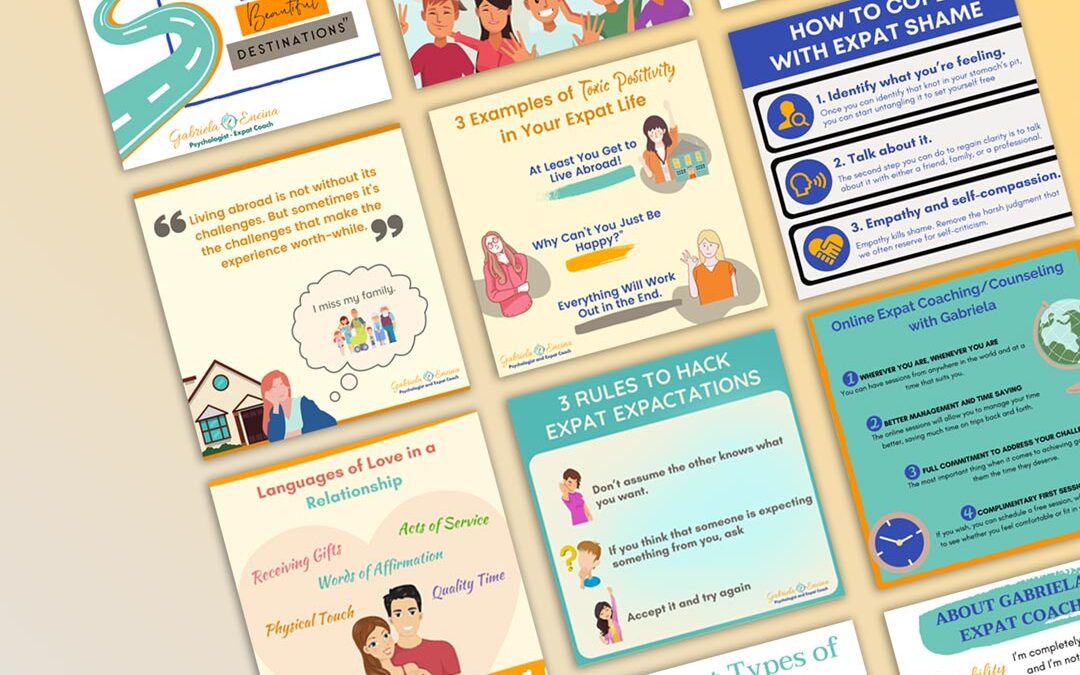 Beautiful
DESTINATIONS"
Gabriela Encina
Psychologist - Expat Coach
"Living abroad is not without its
challenges. But sometimes it's
the challenges that make the
experience worth-while."
I miss my family.
Gabriela Encina
Psychologist and Expat Coach
Languages of Love in a
Relationship
Acts of Service
Receiving Gifts
Words of Affirmation
Quality Time
Physical Touch
3 Examples of Toxic Positivity
in Your Expat Life
At Least You Get to
Live Abroad!
Why Can't You Just Be
Happy?"
Everything Will Work
Out in the End.
Gabriela Encina
Psychologist and Expat Coach
3 RULES TO HACK
EXPAT EXPACTATIONS
Don't assume the other knows what
you want.
If you think that someone is expecting
something from you, ask
Accept it and try again
Gabriela Encina
Psychologist and Expat Coach
Types of
HOW TO COPE
WITH EXPAT SHAME
1. Identify what you're feeling.
Once you can identify that knot in your stomach's pit,
you can start untangling it to set yourself free
2. Talk about it.
The second step you can do to regain clarity is to talk
about it with either a friend, family, or a professional.
3. Empathy and self-compassion.
Empathy kills shame. Remove the harsh judgment that
we often reserve for self-criticism.
Online Expat Coaching/Counseling
with Gabriela
1 WHEREVER YOU ARE, WHENEVER YOU ARE
You can have sessions from anywhere in the world and at a
time that suits you.
2 BETTER MANAGEMENT AND TIME SAVING
The online sessions will allow you to manage your time
better, saving much time on trips back and forth.
3 FULL COMMITMENT TO ADDRESS YOUR
The most important thing when it comes to achieving
them the time they deserve.
4 COMPLIMENTARY FIRST
If you wish, you can schedule a free session,
to see whether you feel comfortable or fit in
ABOUT GABRIELA
EXPAT
I'm completely
and I'm not